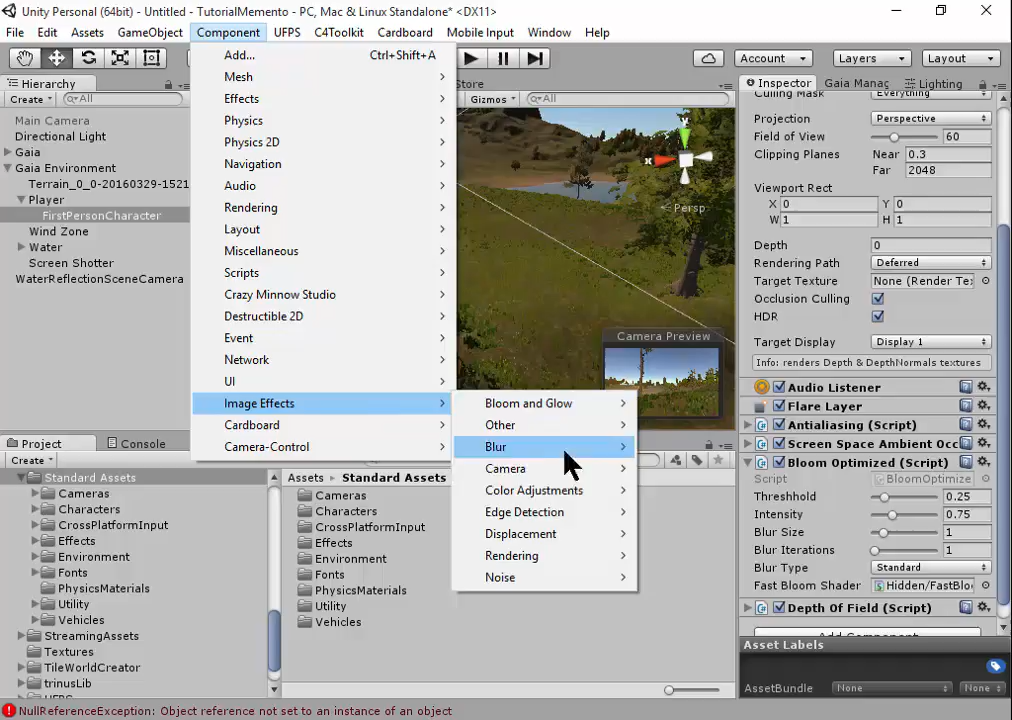 Unity Personal (64bit) - Untitled - TutorialMemento - PC, Mac & Linux Standalone* <DX11>
File Edit Assets GameObject Component UFPS C4Toolkit Cardboard Mobile Input Window Help
Account Layers Layout
Hierarchy
Create All
Main Camera
Directional Light
Gaia
Gaia Environment
Terrain_0_0-20160329-1521
Player
FirstPersonCharacter
Wind Zone
Water
Screen Shotter
WaterReflectionSceneCamera
Add... Ctrl+Shift+A
Mesh
Effects
Physics
Physics 2D
Navigation
Audio
Rendering
Layout
Miscellaneous
Scripts
Crazy Minnow Studio
Destructible 2D
Event
Network
UI
Image Effects
Cardboard
Camera-Control
Bloom and Glow
Other
Blur
Camera
Color Adjustments
Edge Detection
Displacement
Rendering
Noise
Store
Gizmos All
y
x
Persp
Camera Preview
Inspector Gaia Manag Lighting
Culling Mask Everything
Projection Perspective
Field of View 60
Clipping Planes Near 0.3
Far 2048
Viewport Rect
X 0 Y 0
W 1 H 1
Depth 0
Rendering Path Deferred
Target Texture None (Render Te:
Occlusion Culling
HDR
Target Display Display 1
Info: renders Depth & DepthNormals textures
Audio Listener
Flare Layer
Antialiasing (Script)
Screen Space Ambient Occ
Bloom Optimized (Script)
Script BloomOptimize
Threshhold 0.25
Intensity 0.75
Blur Size 1
Blur Iterations 1
Blur Type Standard
Fast Bloom Shader Hidden/FastBlo
Depth Of Field (Script)
Add Component
Asset Labels
AssetBundle None None
Project Console
Create
Standard Assets
Cameras
Characters
CrossPlatformInput
Effects
Environment
Fonts
PhysicsMaterials
Utility
Vehicles
StreamingAssets
Textures
TileWorldCreator
trinusLib
UFPS
Assets Standard Assets
Cameras
Characters
CrossPlatformInput
Effects
Environment
Fonts
PhysicsMaterials
Utility
Vehicles
NullReferenceException: Object reference not set to an instance of an object